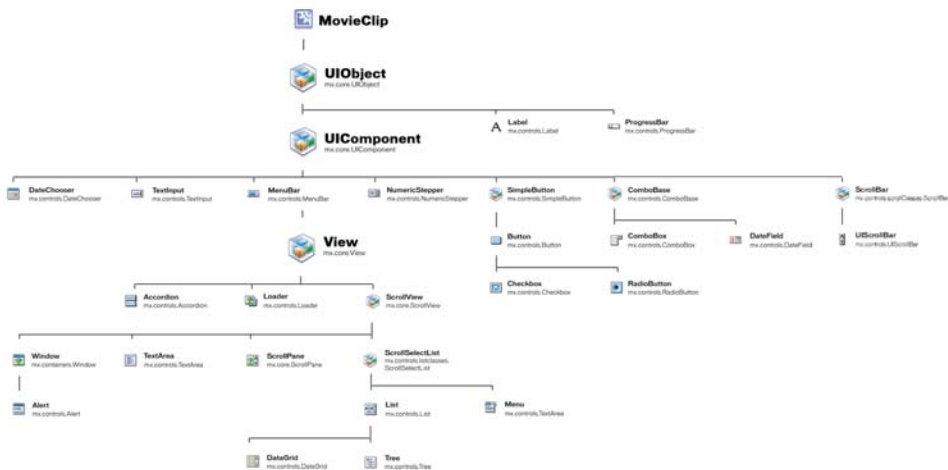 MovieClip
UIObject
mx.core.UIObject
A Label
mx.controls.Label
ProgressBar
mx.controls.ProgressBar
UIComponent
mx.core.UIComponent
DateChooser
mx.controls.DateChooser
TextInput
mx.controls.TextInput
MenuBar
mx.controls.MenuBar
NumericStepper
mx.controls.NumericStepper
SimpleButton
mx.controls.SimpleButton
ComboBase
mx.controls.ComboBase
ScrollBar
mx.controls.scrollClasses.ScrollBar
View
mx.core.View
Button
mx.controls.Button
ComboBox
mx.controls.ComboBox
DateField
mx.controls.DateField
UIScrollBar
mx.controls.UIScrollBar
Accordion
mx.controls.Accordion
Loader
mx.controls.Loader
ScrollView
mx.core.ScrollView
Checkbox
mx.controls.Checkbox
RadioButton
mx.controls.RadioButton
Window
mx.containers.Window
TextArea
mx.controls.TextArea
ScrollPane
mx.core.ScrollPane
ScrollSelectList
mx.controls.listclasses.
ScrollSelectList
Alert
mx.controls.Alert
List
mx.controls.List
Menu
mx.controls.TextArea
DataGrid
mx.controls.DataGrid
Tree
mx.controls.Tree